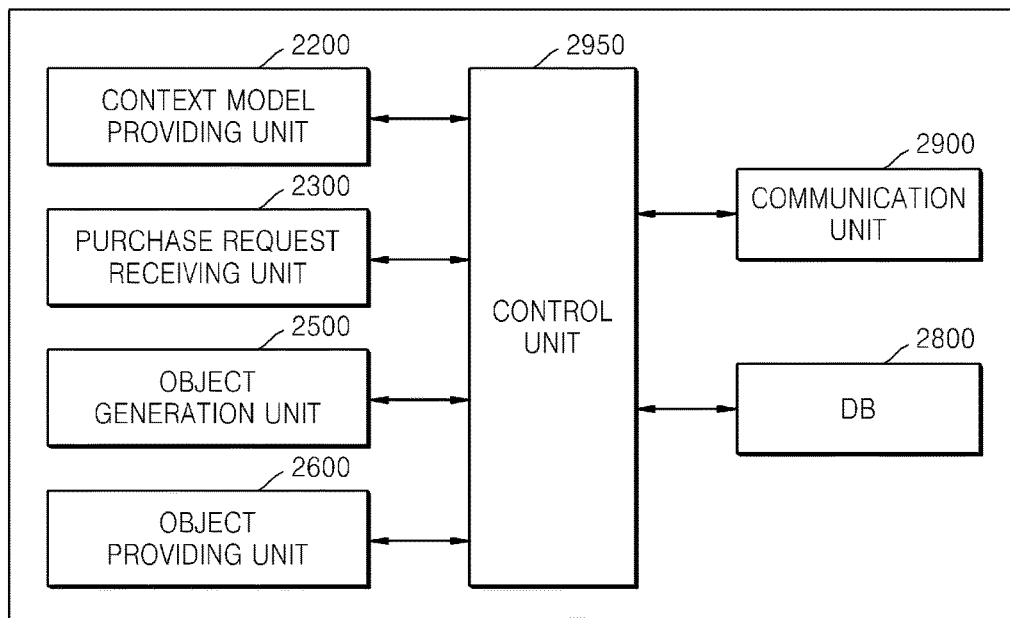 2200
CONTEXT MODEL
PROVIDING UNIT
2300
PURCHASE REQUEST
RECEIVING UNIT
2500
OBJECT
GENERATION UNIT
2600
OBJECT
PROVIDING UNIT
2950
CONTROL
UNIT
2900
COMMUNICATION
UNIT
2800
DB